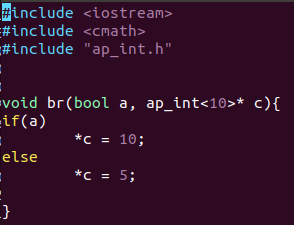 #include <iostream>
#include <cmath>
#include "ap_int.h"
void br(bool a, ap_int<10>* c){
if(a)
        *c = 10;
else
        *c = 5;
}